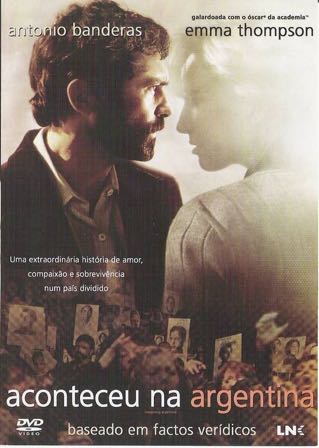 galardoada com o óscar® da academia™
antonio banderas emma thompson
Uma extraordinária história de amor,
compaixão e sobrevivência
num país dividido
aconteceu na argentina
DVD
VIDEO
baseado em factos verídicos
LNK